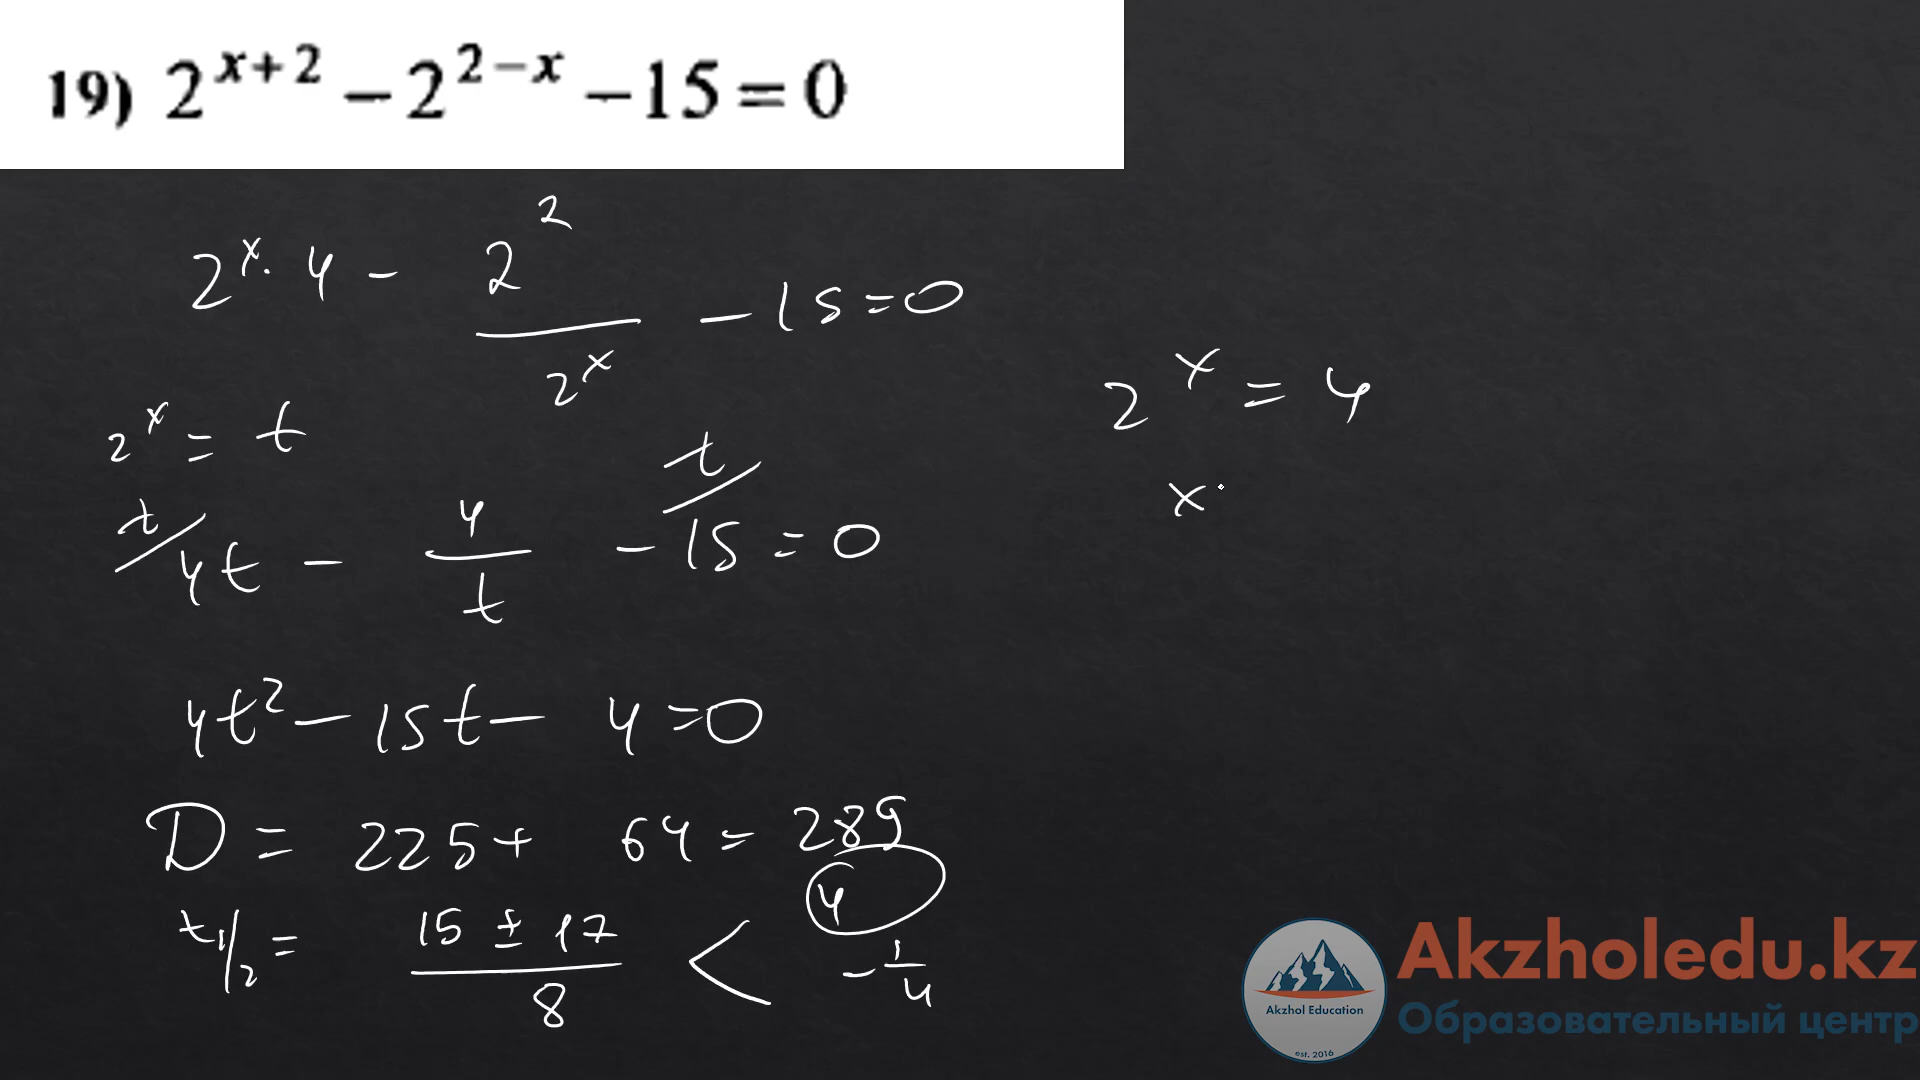 19) 2^{x+2} − 2^{2−x} − 15 = 0
2^x · 4 − 2^2/2^x − 15 = 0
2^x = t
t/ 4t − 4/t − t/ 15 = 0
4t^2 − 15t − 4 = 0
D = 225 + 64 = 289
t1/2 = (15 ± 17)/8 < 4
−1/4
2^x = 4
x
Akzholedu.kz
Образовательный центр
Akzhol Education
est. 2016